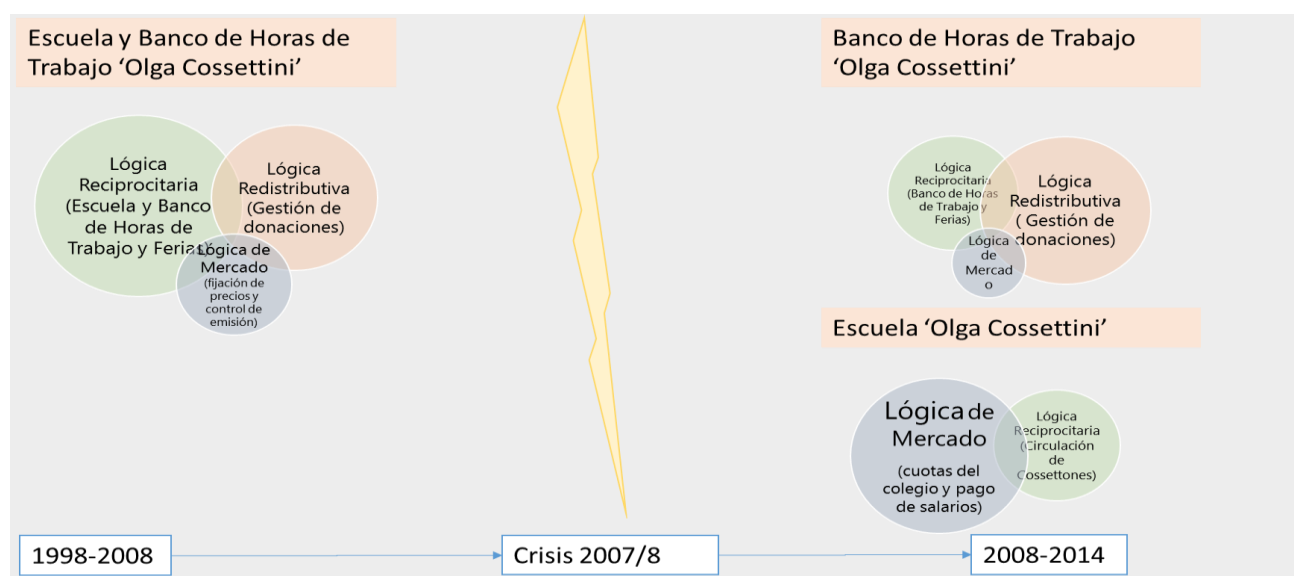 Escuela y Banco de Horas de
Trabajo ‘Olga Cossettini’
Lógica
Reciprocitaria
(Escuela y Banco
de Horas de
Trabajo y Ferias)
Lógica
Redistributiva
(Gestión de
donaciones)
Lógica de
Mercado
(fijación de
precios y
control de
emisión)
Banco de Horas de Trabajo
‘Olga Cossettini’
Lógica
Reciprocitaria
(Banco de Horas
de Trabajo y
Ferias)
Lógica
Redistributiva
( Gestión de
donaciones)
Lógica
de
Mercad
o
Escuela ‘Olga Cossettini’
Lógica de
Mercado
(cuotas del
colegio y pago
de salarios)
Lógica
Reciprocitaria
(Circulación
de
Cossettones)
1998-2008
Crisis 2007/8
2008-2014